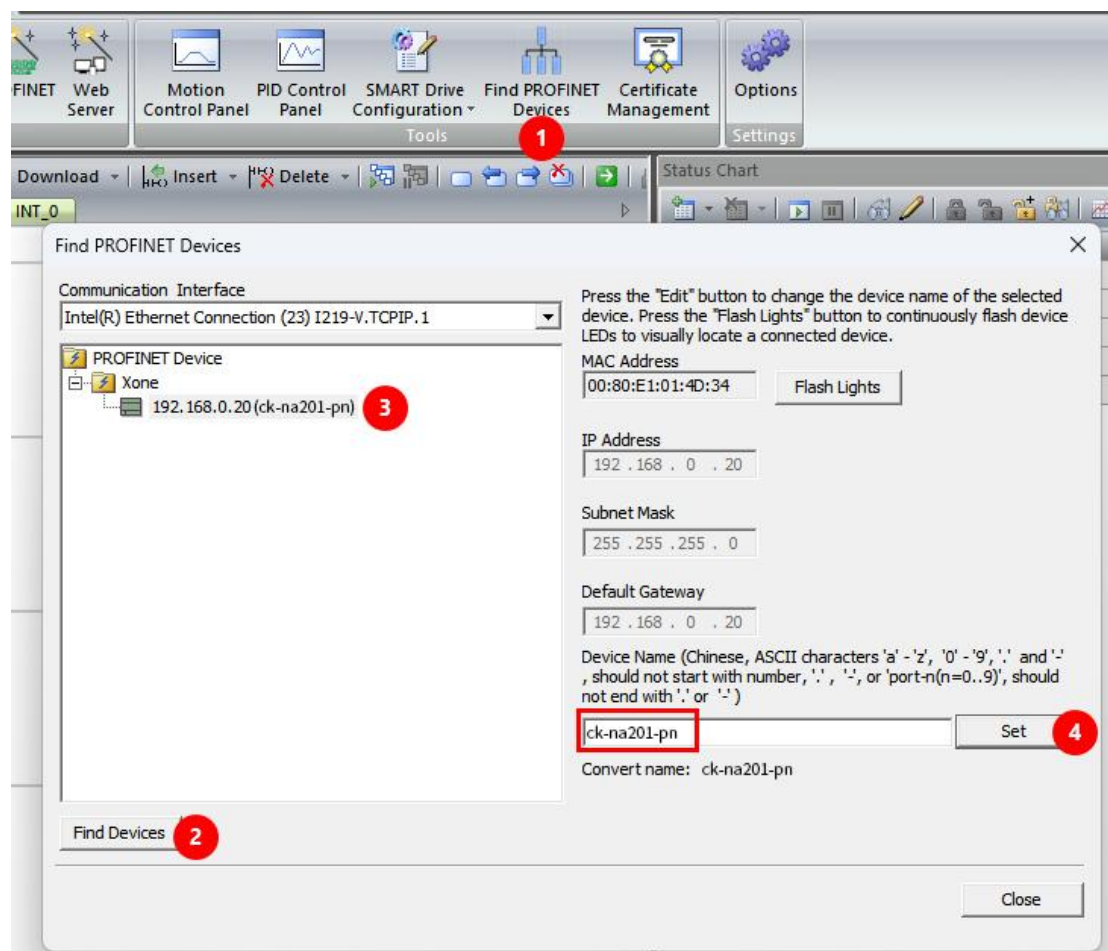 FINET
Web
Server
Motion
Control Panel
PID Control
Panel
SMART Drive
Configuration
Find PROFINET
Devices
Certificate
Management
Options
Tools
1
Settings
Download
Insert
Delete
Status Chart
INT_0
Find PROFINET Devices
Communication Interface
Intel(R) Ethernet Connection (23) I219-V.TCPIP.1
PROFINET Device
Xone
192.168.0.20(ck-na201-pn)
3
Press the "Edit" button to change the device name of the selected
device. Press the "Flash Lights" button to continuously flash device
LEDs to visually locate a connected device.
MAC Address
00:80:E1:01:4D:34
Flash Lights
IP Address
192 . 168 . 0 . 20
Subnet Mask
255 . 255 . 255 . 0
Default Gateway
192 . 168 . 0 . 20
Device Name (Chinese, ASCII characters 'a' - 'z', '0' - '9', '.' and '-'
, should not start with number, '.' , '-', or 'port-n(n=0..9)', should
not end with '.' or '-' )
ck-na201-pn
Set
4
Convert name: ck-na201-pn
Find Devices
2
Close